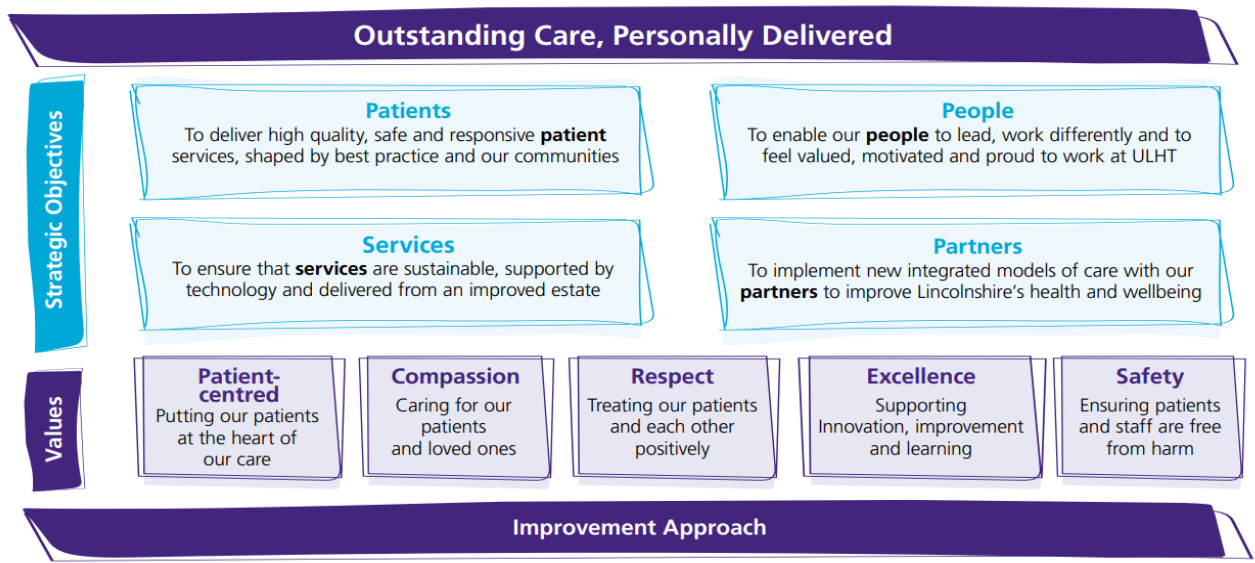 Outstanding Care, Personally Delivered
Strategic Objectives
Patients
To deliver high quality, safe and responsive patient
services, shaped by best practice and our communities
People
To enable our people to lead, work differently and to
feel valued, motivated and proud to work at ULHT
Services
To ensure that services are sustainable, supported by
technology and delivered from an improved estate
Partners
To implement new integrated models of care with our
partners to improve Lincolnshire’s health and wellbeing
Values
Patient-
centred
Putting our patients
at the heart of
our care
Compassion
Caring for our
patients
and loved ones
Respect
Treating our patients
and each other
positively
Excellence
Supporting
Innovation, improvement
and learning
Safety
Ensuring patients
and staff are free
from harm
Improvement Approach